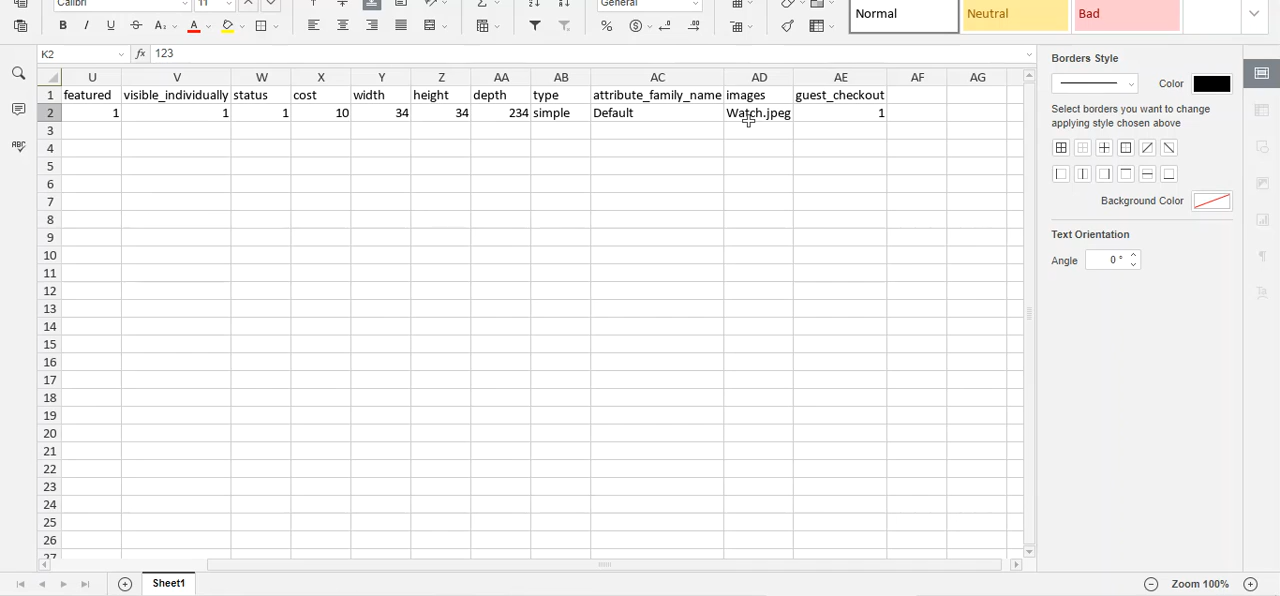 Calibri 11 General
B I U S A A
Normal Neutral Bad
K2 fx 123
U V W X Y Z AA AB AC AD AE AF AG
1 featured visible_individually status cost width heght depth type attribute_family_name images guest_checkout
2 1 1 1 10 34 34 234 simple Default Watch.jpeg 1
3
4
5
6
7
8
9
10
11
12
13
14
15
16
17
18
19
20
21
22
23
24
25
26
27
Borders Style
Color
Select borders you want to change
applying style chosen above
Background Color
Text Orientation
Angle 0 °
Sheet1
Zoom 100%